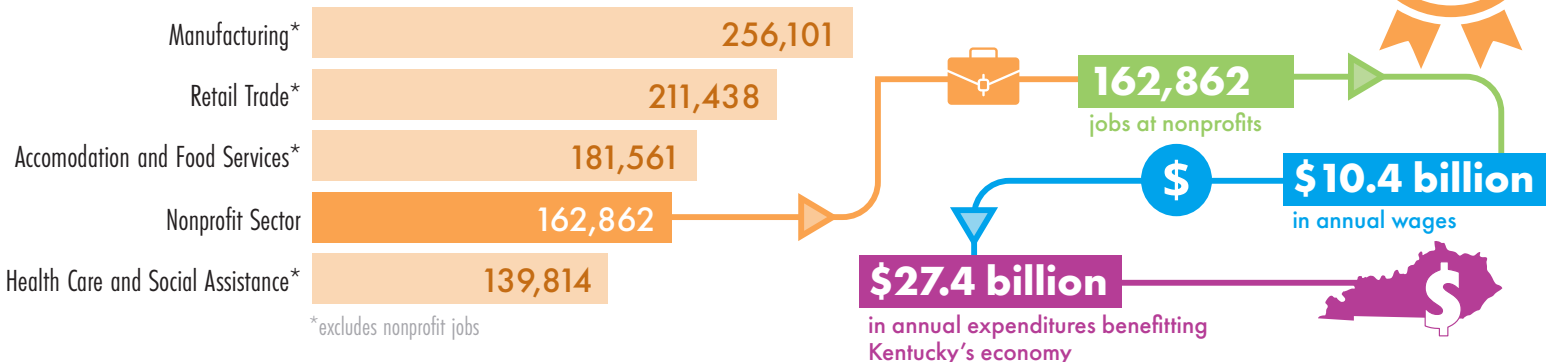 Manufacturing*
256,101
Retail Trade*
211,438
Accomodation and Food Services*
181,561
Nonprofit Sector
162,862
Health Care and Social Assistance*
139,814
*excludes nonprofit jobs
162,862
jobs at nonprofits
$
$10.4 billion
in annual wages
$27.4 billion
in annual expenditures benefitting
Kentucky's economy
$